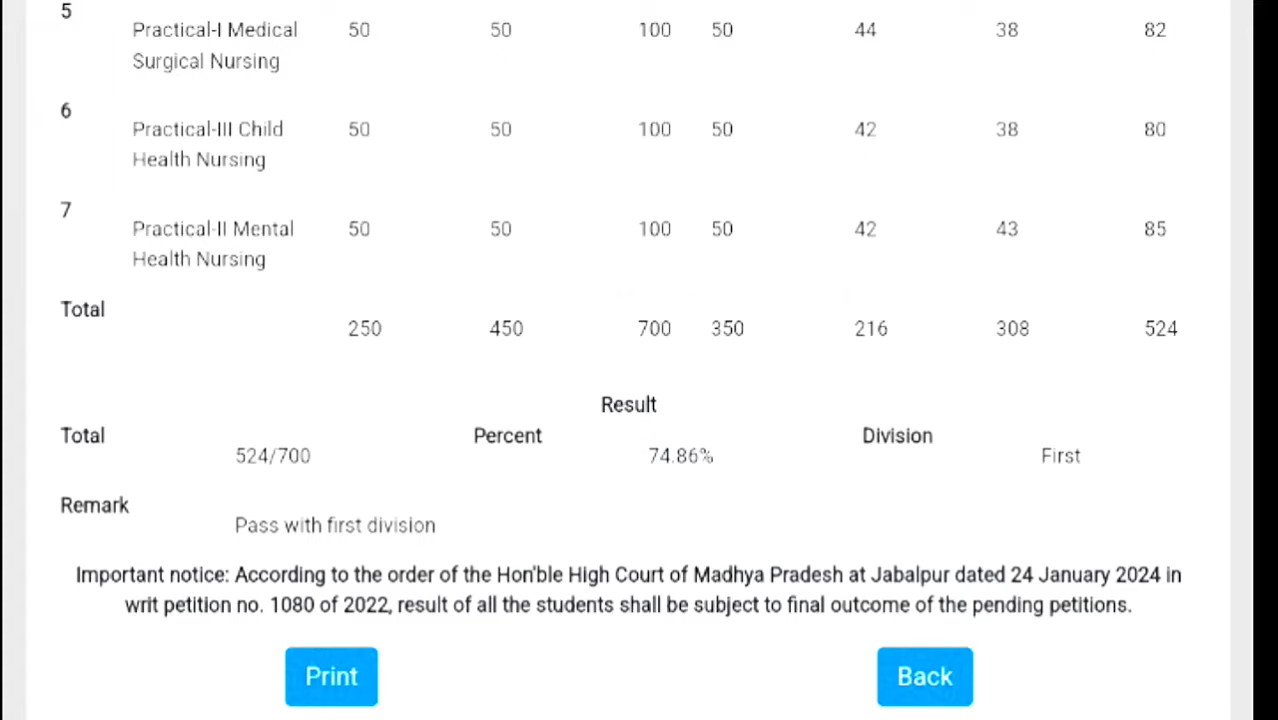 5
Practical-I Medical 50 50 100 50 44 38 82
Surgical Nursing
6
Practical-III Child 50 50 100 50 42 38 80
Health Nursing
7
Practical-II Mental 50 50 100 50 42 43 85
Health Nursing
Total
250 450 700 350 216 308 524
Result
Total Percent Division
524/700 74.86% First
Remark
Pass with first division
Important notice: According to the order of the Hon'ble High Court of Madhya Pradesh at Jabalpur dated 24 January 2024 in
writ petition no. 1080 of 2022, result of all the students shall be subject to final outcome of the pending petitions.
Print Back